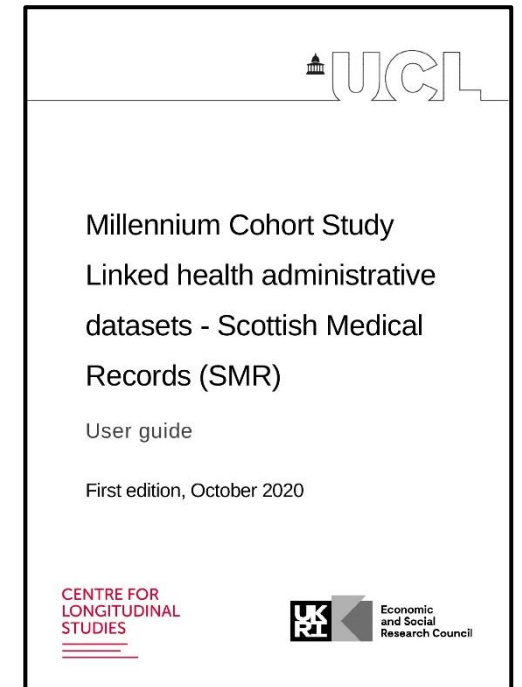 UCL
Millennium Cohort Study
Linked health administrative
datasets - Scottish Medical
Records (SMR)
User guide
First edition, October 2020
CENTRE FOR
LONGITUDINAL
STUDIES
UK
RI
Economic
and Social
Research Council